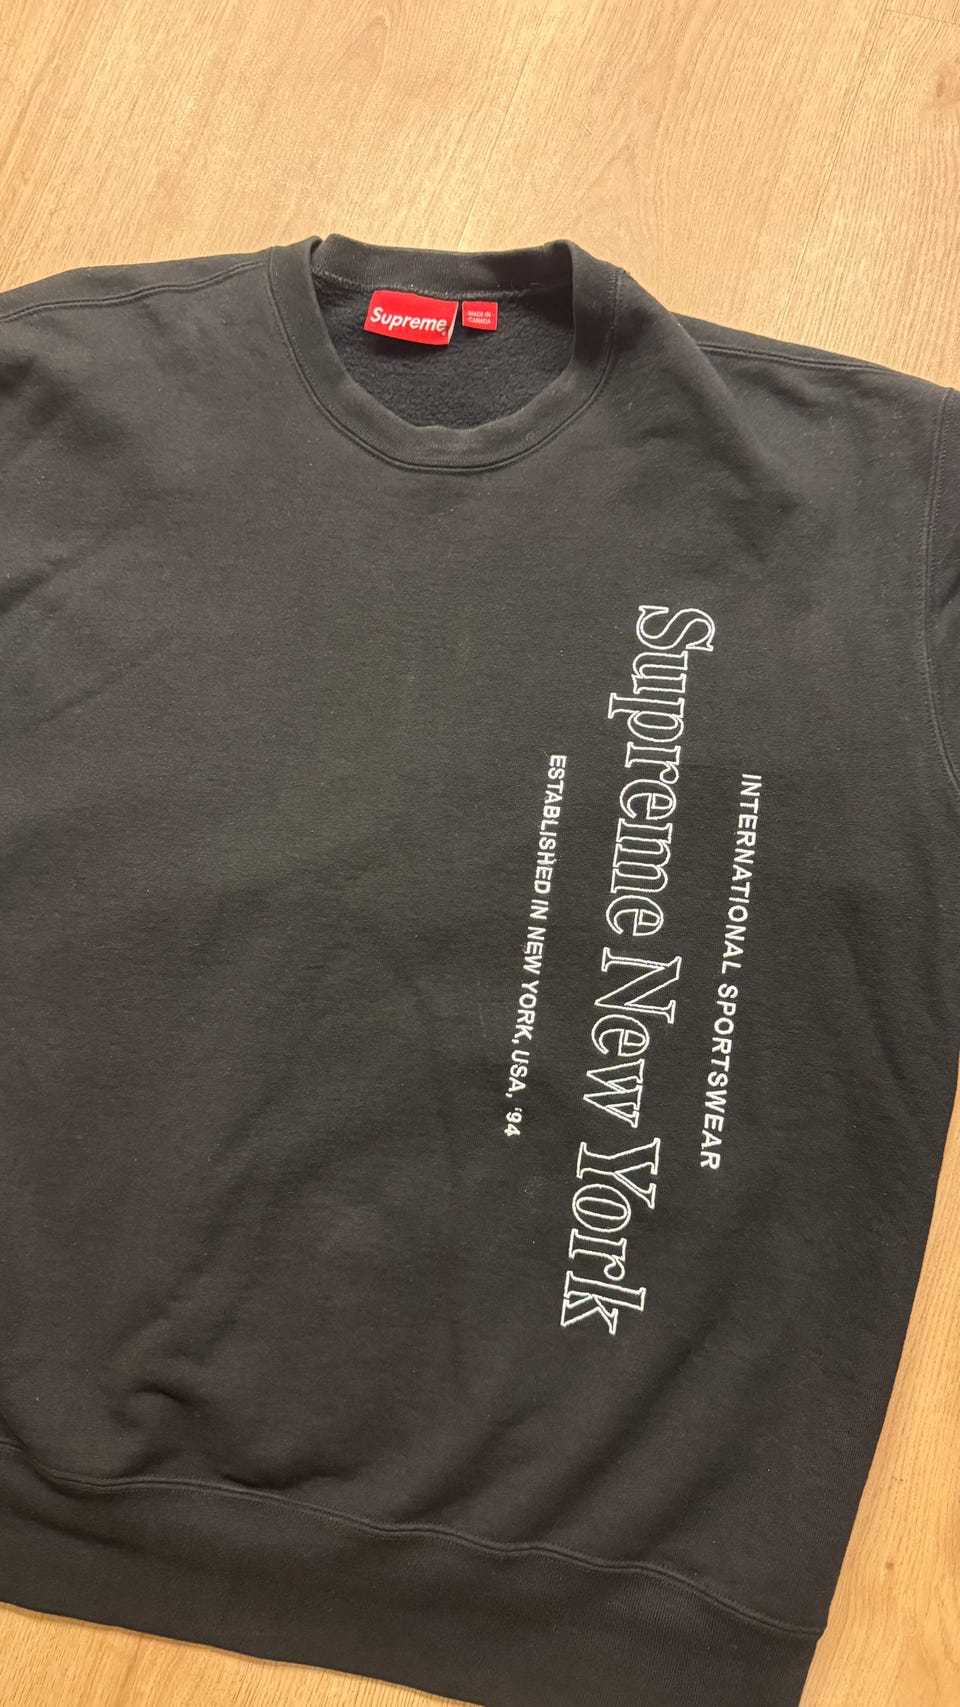 Supreme
MADE IN
CANADA
INTERNATIONAL SPORTSWEAR
Supreme New York
ESTABLISHED IN NEW YORK, USA, '94